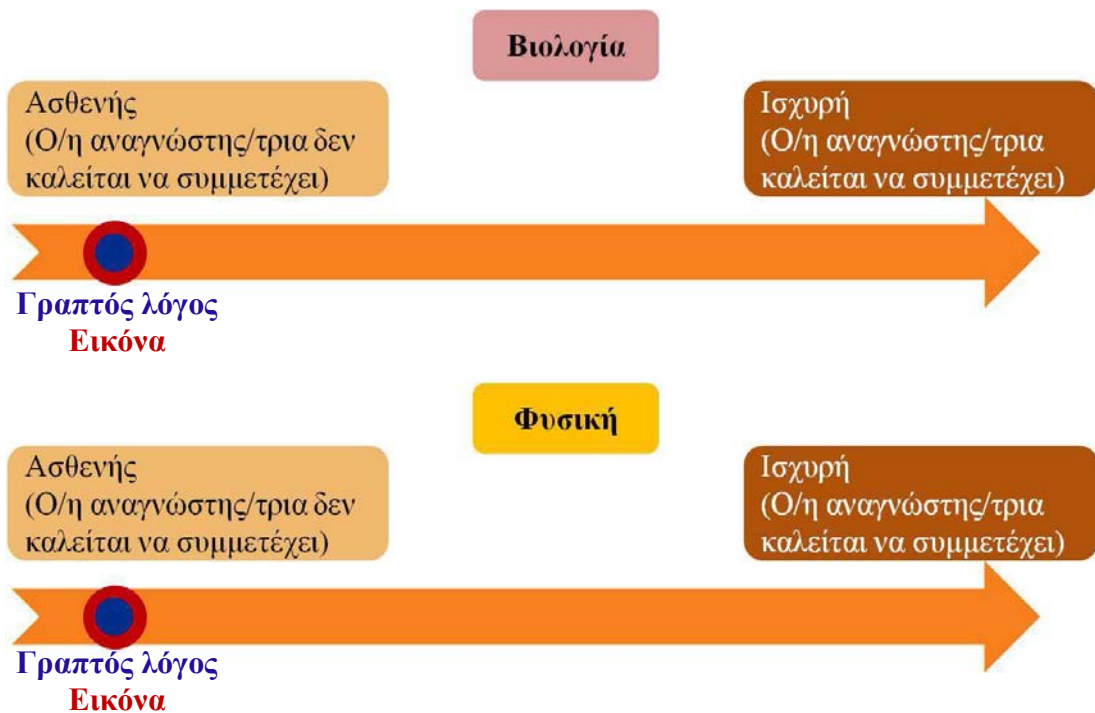 Βιολογία
Ασθενής
(Ο/η αναγνώστης/τρια δεν
καλείται να συμμετέχει)
Ισχυρή
(Ο/η αναγνώστης/τρια
καλείται να συμμετέχει)
Γραπτός λόγος
Εικόνα
Φυσική
Ασθενής
(Ο/η αναγνώστης/τρια δεν
καλείται να συμμετέχει)
Ισχυρή
(Ο/η αναγνώστης/τρια
καλείται να συμμετέχει)
Γραπτός λόγος
Εικόνα